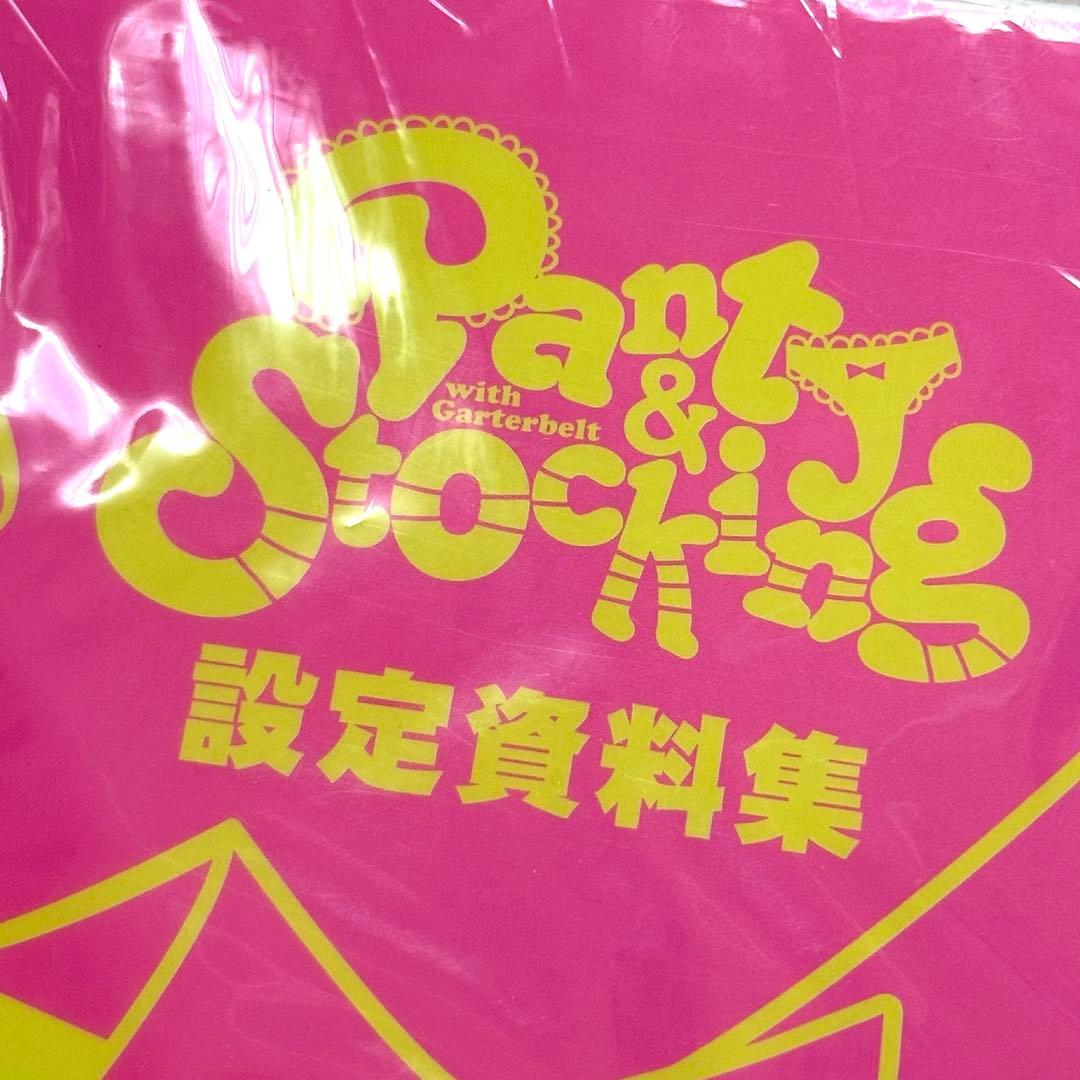 Panty
with
Garterbelt
&
Stocking
設定資料集